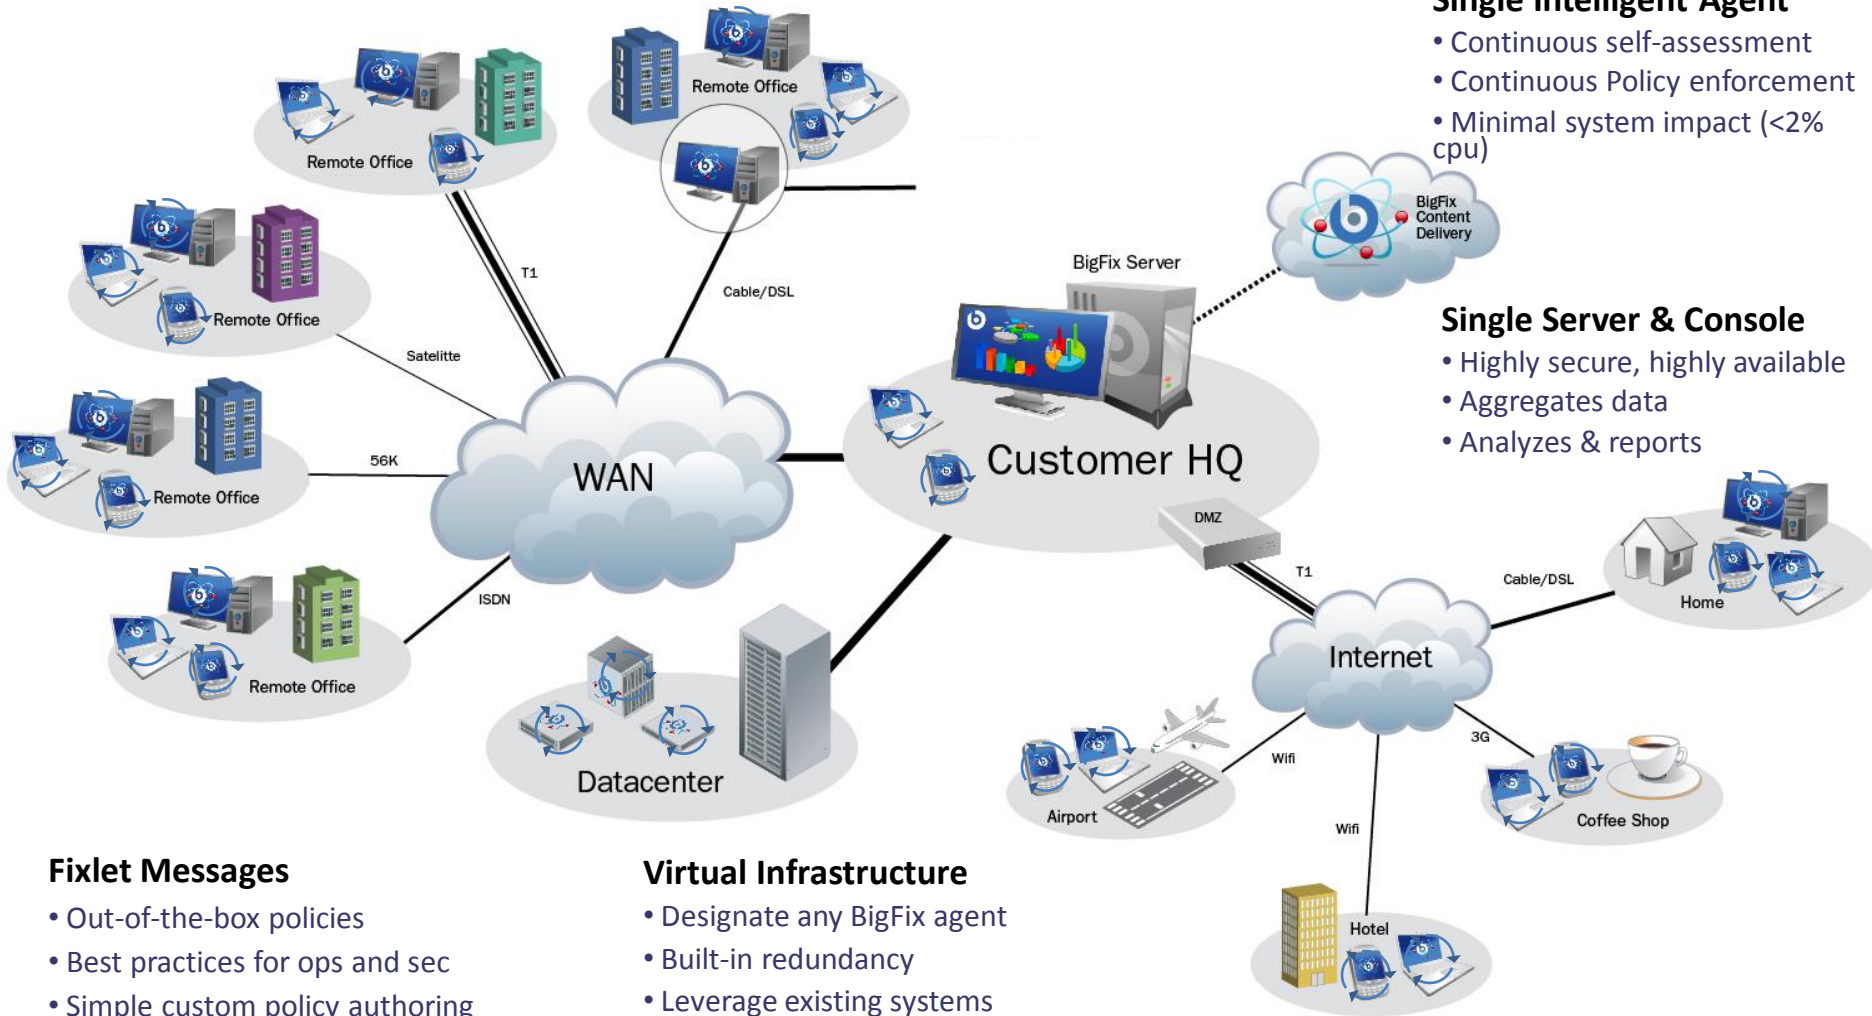 Single Intelligent Agent
• Continuous self-assessment
• Continuous Policy enforcement
• Minimal system impact (<2%
cpu)
Remote Office
Remote Office
BigFix
Content
Delivery
BigFix Server
T1
Cable/DSL
Remote Office
Satelitte
Single Server & Console
• Highly secure, highly available
• Aggregates data
• Analyzes & reports
56K
WAN
Customer HQ
Remote Office
DMZ
T1
Cable/DSL
Home
ISDN
Remote Office
Internet
Datacenter
Wifi
3G
Airport
Wifi
Coffee Shop
Hotel
Fixlet Messages
• Out-of-the-box policies
• Best practices for ops and sec
• Simple custom policy authoring
Virtual Infrastructure
• Designate any BigFix agent
• Built-in redundancy
• Leverage existing systems